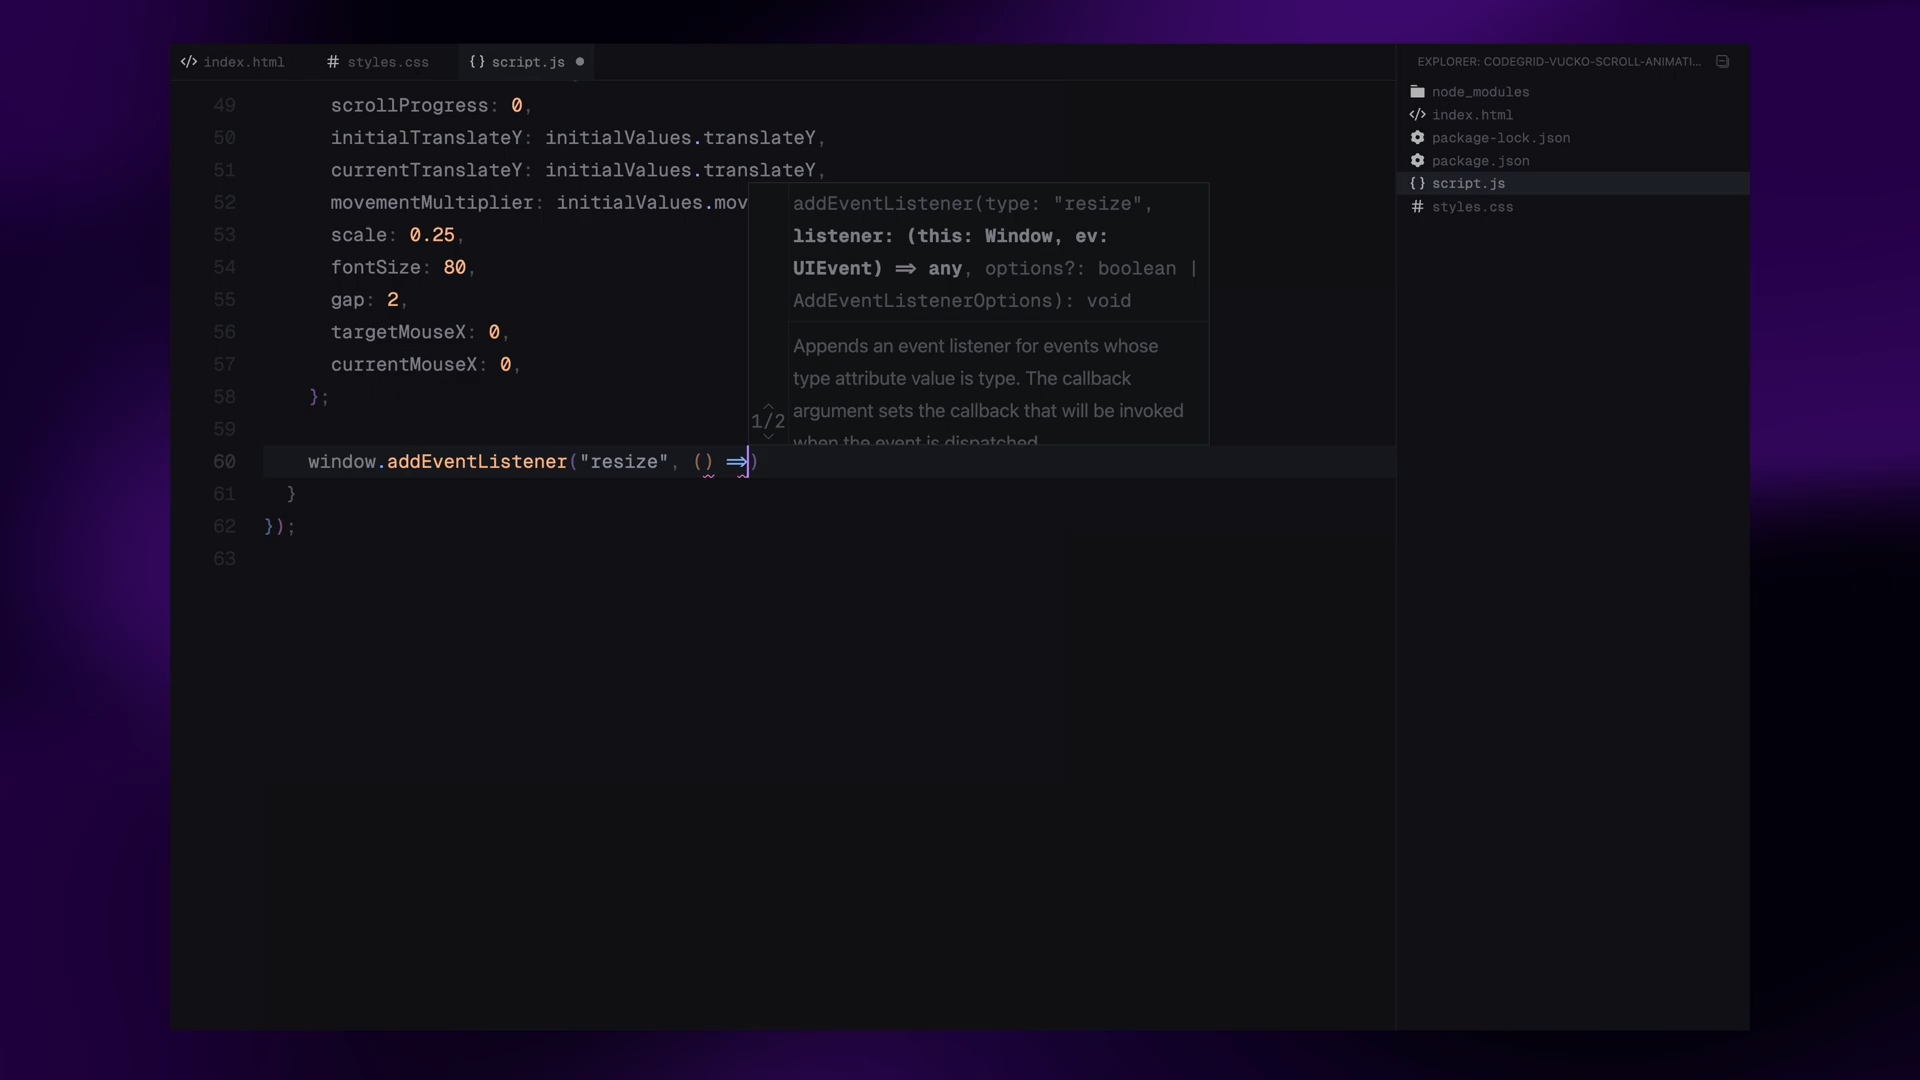 index.html
styles.css
script.js
49 scrollProgress: 0,
50 initialTranslateY: initialValues.translateY,
51 currentTranslateY: initialValues.translateY,
52 movementMultiplier: initialValues.mov
53 scale: 0.25,
54 fontSize: 80,
55 gap: 2,
56 targetMouseX: 0,
57 currentMouseX: 0,
58 };
59
60 window.addEventListener("resize", () =>)
61 }
62 });
63
addEventListener(type: "resize",
listener: (this: Window, ev:
UIEvent) => any, options?: boolean |
AddEventListenerOptions): void
Appends an event listener for events whose
type attribute value is type. The callback
argument sets the callback that will be invoked
when the event is dispatched.
1/2
EXPLORER: CODEGRID-VUCKO-SCROLL-ANIMATI...
node_modules
index.html
package-lock.json
package.json
script.js
styles.css